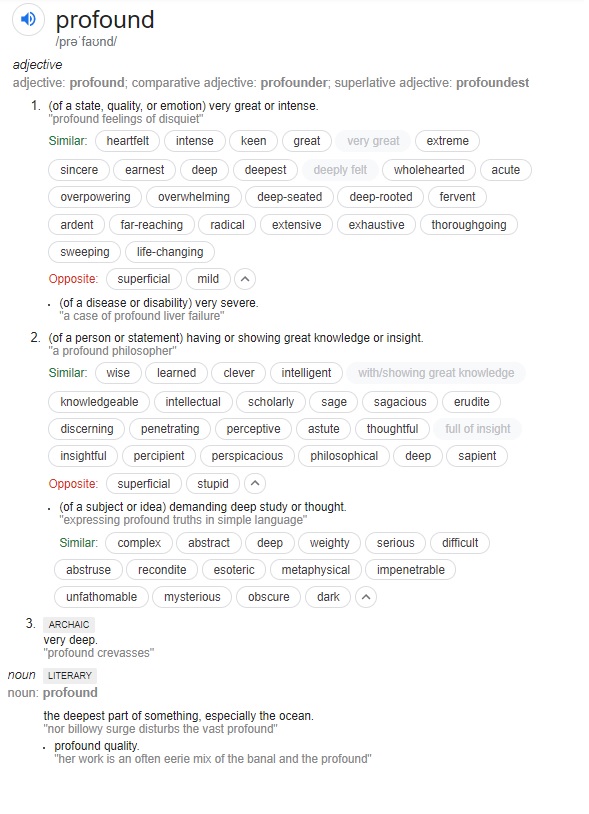 profound
/prəˈfaʊnd/
adjective
adjective: profound; comparative adjective: profounder; superlative adjective: profoundest
1. (of a state, quality, or emotion) very great or intense.
"profound feelings of disquiet"
Similar: heartfelt intense keen great very great extreme
sincere earnest deep deepest deeply felt wholehearted acute
overpowering overwhelming deep-seated deep-rooted fervent
ardent far-reaching radical extensive exhaustive thoroughgoing
sweeping life-changing
Opposite: superficial mild
• (of a disease or disability) very severe.
"a case of profound liver failure"
2. (of a person or statement) having or showing great knowledge or insight.
"a profound philosopher"
Similar: wise learned clever intelligent with/showing great knowledge
knowledgeable intellectual scholarly sage sagacious erudite
discerning penetrating perceptive astute thoughtful full of insight
insightful percipient perspicacious philosophical deep sapient
Opposite: superficial stupid
• (of a subject or idea) demanding deep study or thought.
"expressing profound truths in simple language"
Similar: complex abstract deep weighty serious difficult
abstruse recondite esoteric metaphysical impenetrable
unfathomable mysterious obscure dark
3. ARCHAIC
very deep.
"profound crevasses"
noun LITERARY
noun: profound
the deepest part of something, especially the ocean.
"nor billowy surge disturbs the vast profound"
• profound quality.
"her work is an often eerie mix of the banal and the profound"